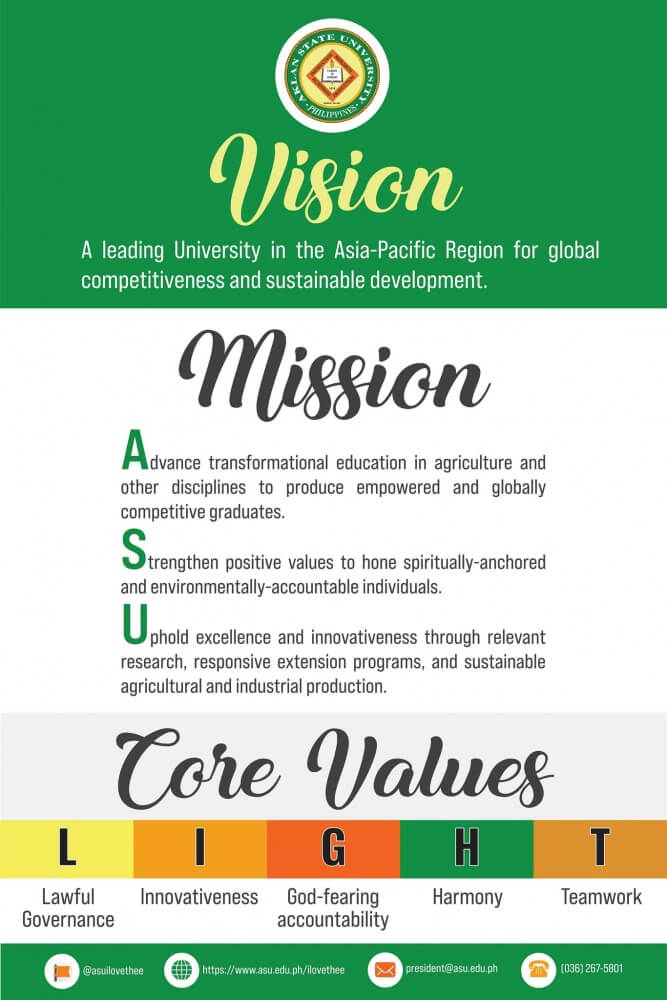 AKLAN STATE UNIVERSITY
PHILIPPINES
Vision
A leading University in the Asia-Pacific Region for global
competitiveness and sustainable development.
Mission
Advance transformational education in agriculture and
other disciplines to produce empowered and globally
competitive graduates.
Strengthen positive values to hone spiritually-anchored
and environmentally-accountable individuals.
Uphold excellence and innovativeness through relevant
research, responsive extension programs, and sustainable
agricultural and industrial production.
Core Values
L I G H T
Lawful Governance
Innovativeness
God-fearing accountability
Harmony
Teamwork
@asuilovethee
https://www.asu.edu.ph/ilovethee
president@asu.edu.ph
(036) 267-5801